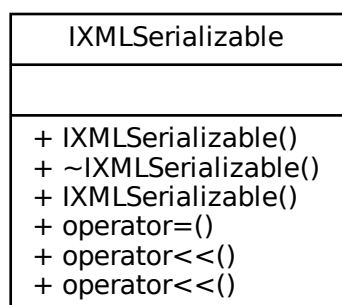 IXMLSerializable
+ IXMLSerializable()
+ ~IXMLSerializable()
+ IXMLSerializable()
+ operator=()
+ operator<<()
+ operator<<()